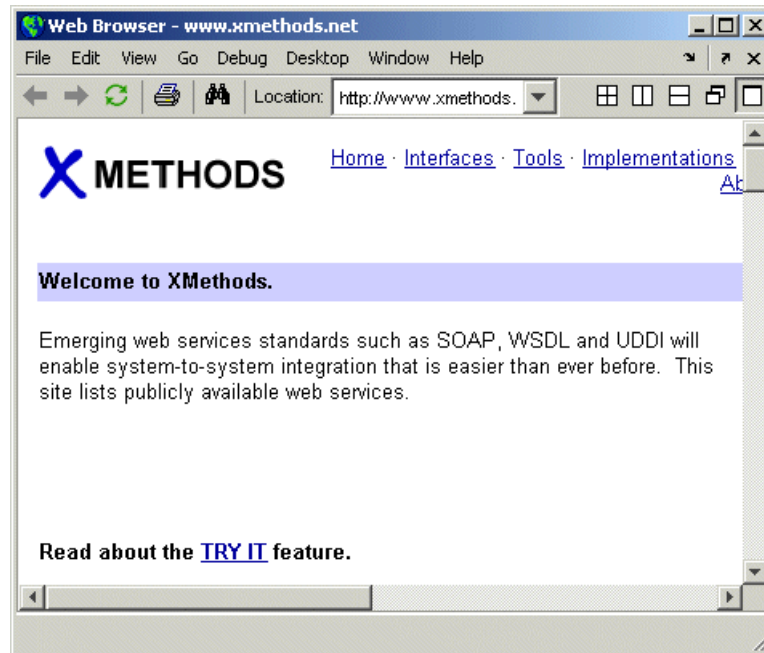 Web Browser - www.xmethods.net
File Edit View Go Debug Desktop Window Help
Location: http://www.xmethods.
X METHODS
Home · Interfaces · Tools · Implementations
Ab
Welcome to XMethods.
Emerging web services standards such as SOAP, WSDL and UDDI will
enable system-to-system integration that is easier than ever before. This
site lists publicly available web services.
Read about the TRY IT feature.